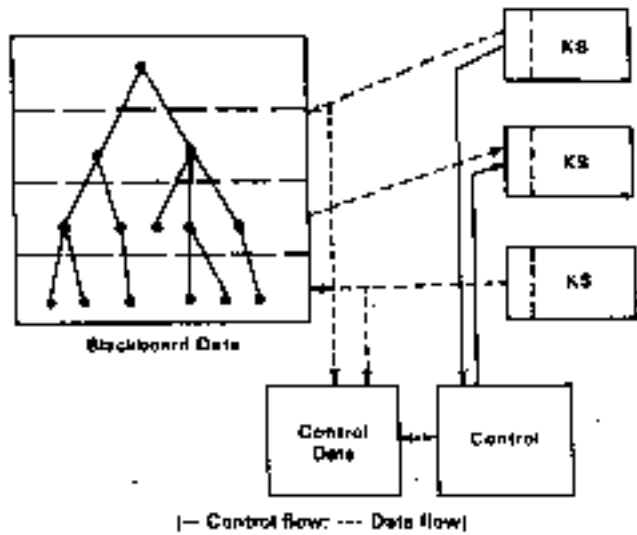 KS
KS
KS
Blackboard Data
Control
Data
Control
(— Control flow; --- Data flow)